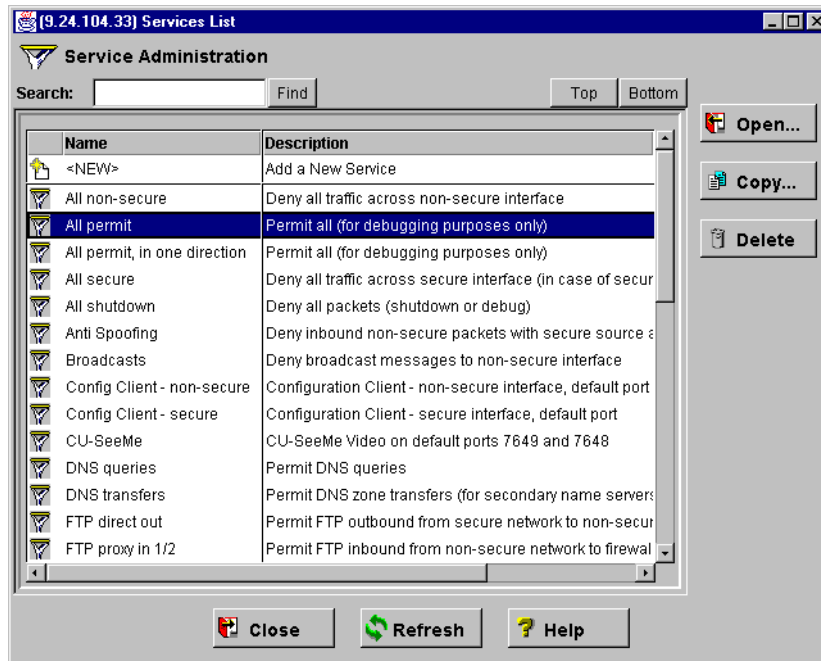 (9.24.104.33) Services List
Service Administration
Search: Find Top Bottom
Name Description
<NEW> Add a New Service
All non-secure Deny all traffic across non-secure interface
All permit Permit all (for debugging purposes only)
All permit, in one direction Permit all (for debugging purposes only)
All secure Deny all traffic across secure interface (in case of secur
All shutdown Deny all packets (shutdown or debug)
Anti Spoofing Deny inbound non-secure packets with secure source a
Broadcasts Deny broadcast messages to non-secure interface
Config Client - non-secure Configuration Client - non-secure interface, default port
Config Client - secure Configuration Client - secure interface, default port
CU-SeeMe CU-SeeMe Video on default ports 7649 and 7648
DNS queries Permit DNS queries
DNS transfers Permit DNS zone transfers (for secondary name servers
FTP direct out Permit FTP outbound from secure network to non-secur
FTP proxy in 1/2 Permit FTP inbound from non-secure network to firewal
Open...
Copy...
Delete
Close Refresh Help